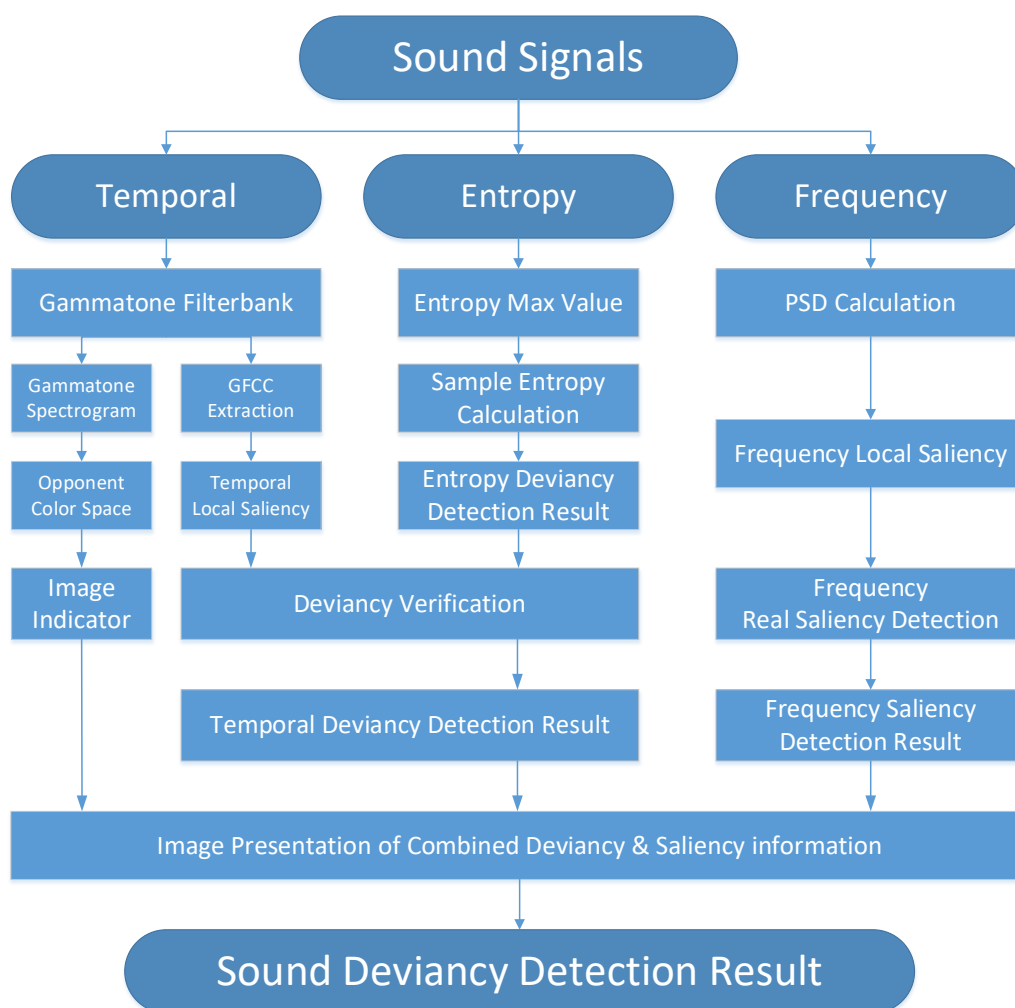 Sound Signals
Temporal
Entropy
Frequency
Gammatone Filterbank
Entropy Max Value
PSD Calculation
Gammatone
Spectrogram
GFCC
Extraction
Sample Entropy
Calculation
Frequency Local Saliency
Opponent
Color Space
Temporal
Local Saliency
Entropy Deviancy
Detection Result
Image
Indicator
Deviancy Verification
Frequency
Real Saliency Detection
Temporal Deviancy Detection Result
Frequency Saliency
Detection Result
Image Presentation of Combined Deviancy & Saliency information
Sound Deviancy Detection Result